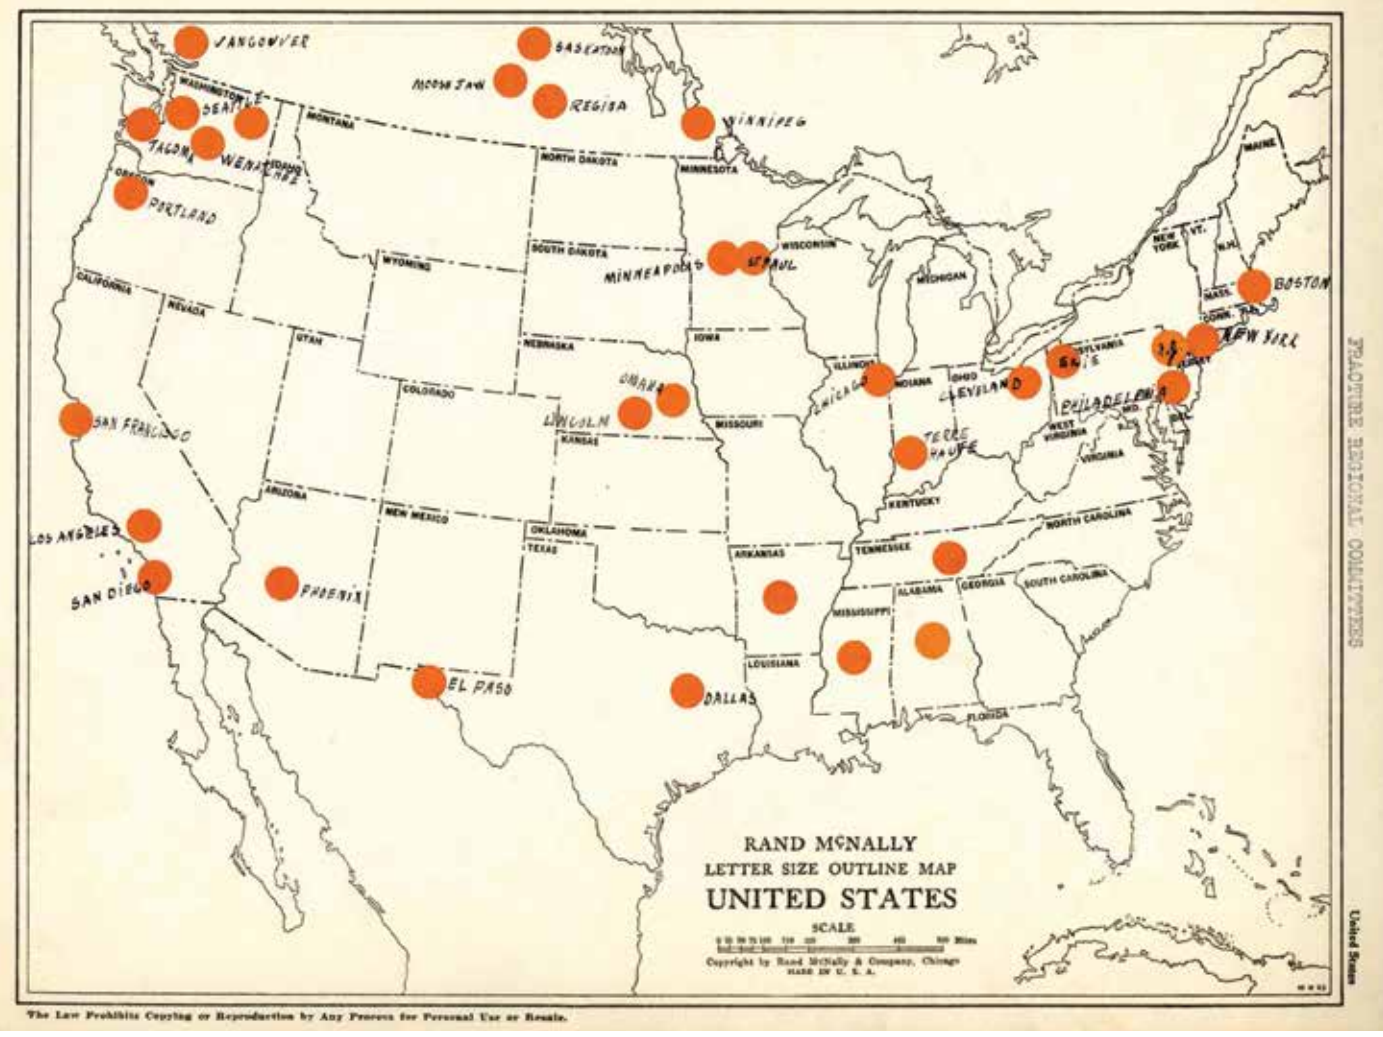 VANCOUVER
SASKATOON
MOOSE JAW
REGINA
WINNIPEG
WASHINGTON
SEATTLE
TACOMA
WENATCHEE
IDAHO
MONTANA
NORTH DAKOTA
MINNESOTA
MAINE
OREGON
PORTLAND
SOUTH DAKOTA
WISCONSIN
MINNEAPOLIS
ST PAUL
NEW YORK
VT.
N.H.
WYOMING
MICHIGAN
CALIFORNIA
NEVADA
MASS.
BOSTON
CONN.
R.I.
UTAH
NEBRASKA
IOWA
NEW YORK
ERIE
SYLVANIA
ILLINOIS
CHICAGO
NDIANA
OHIO
CLEVELAND
PHILADELPHIA
COLORADO
OMAHA
LINCOLN
SAN FRANCISCO
KANSAS
MISSOURI
TERRE
HAUTE
WEST
VIRGINIA
MD.
DEL.
VIRGINIA
ARIZONA
NEW MEXICO
OKLAHOMA
TEXAS
KENTUCKY
NORTH CAROLINA
LOS ANGELES
SAN DIEGO
PHOENIX
ARKANSAS
TENNESSEE
MISSISSIPPI
ALABAMA
GEORGIA
SOUTH CAROLINA
LOUISIANA
EL PASO
DALLAS
FLORIDA
RAND McNALLY
LETTER SIZE OUTLINE MAP
UNITED STATES
SCALE
Copyright by Rand McNally & Company, Chicago
MADE IN U. S. A.
The Law Prohibits Copying or Reproduction by Any Process for Personal Use or Resale.
FRACTURE REGIONAL COMMITTEES
United States